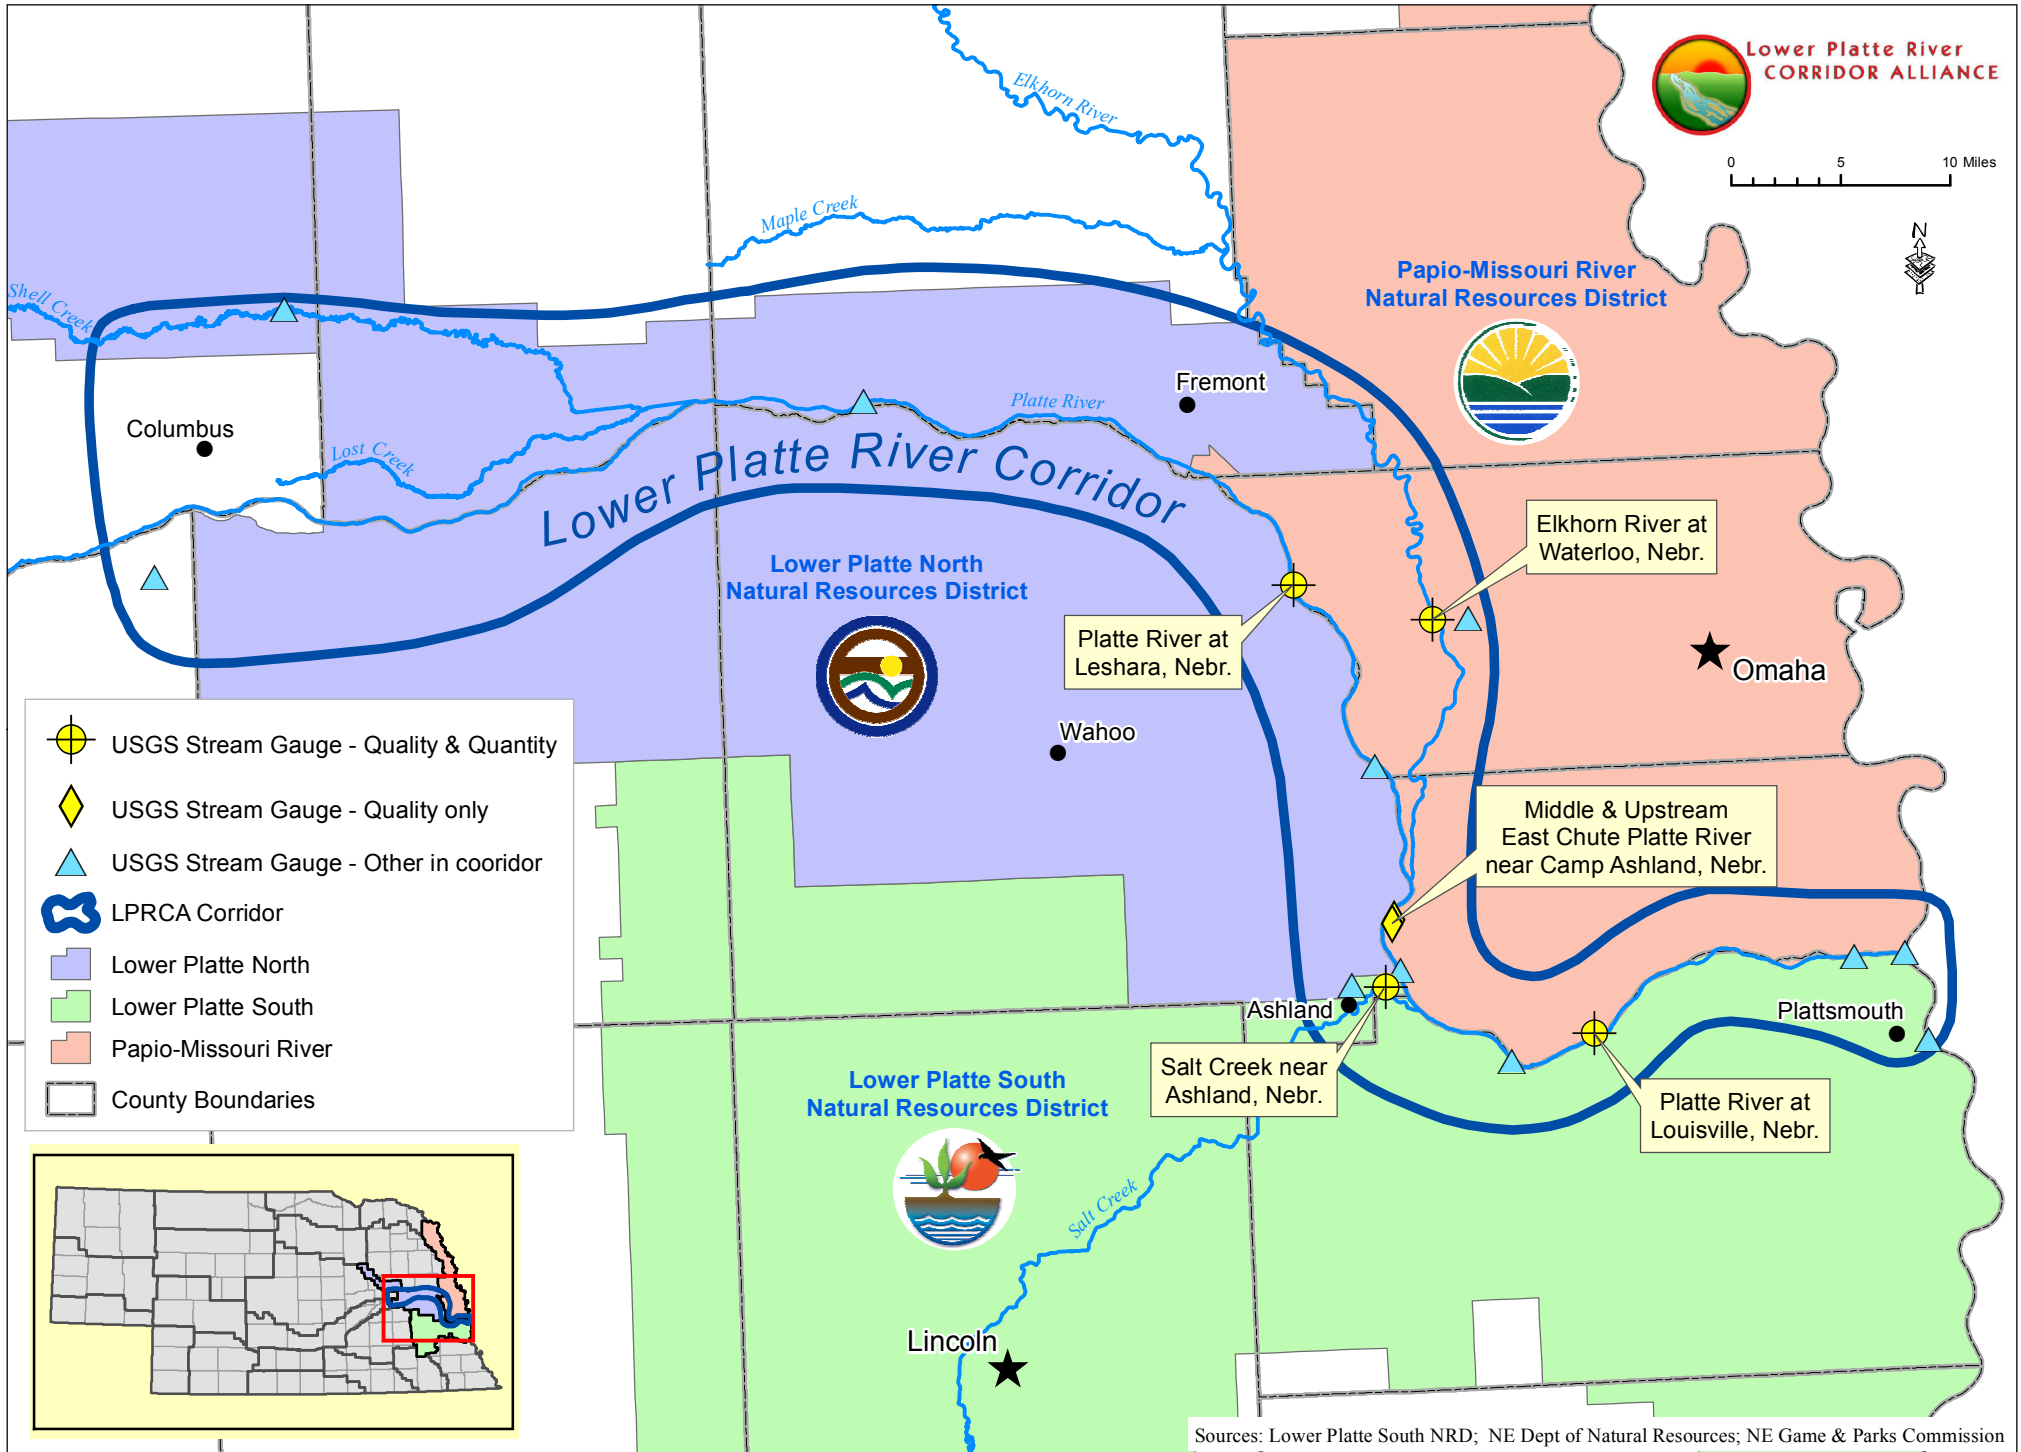 Lower Platte River
CORRIDOR ALLIANCE
0 5 10 Miles
N
Elkhorn River
Maple Creek
Shell Creek
Papio-Missouri River
Natural Resources District
Fremont
Columbus
Platte River
Lost Creek
Lower Platte River Corridor
Elkhorn River at
Waterloo, Nebr.
Lower Platte North
Natural Resources District
Platte River at
Leshara, Nebr.
Omaha
Wahoo
USGS Stream Gauge - Quality & Quantity
USGS Stream Gauge - Quality only
USGS Stream Gauge - Other in cooridor
LPRCA Corridor
Lower Platte North
Lower Platte South
Papio-Missouri River
County Boundaries
Middle & Upstream
East Chute Platte River
near Camp Ashland, Nebr.
Ashland
Plattsmouth
Salt Creek near
Ashland, Nebr.
Lower Platte South
Natural Resources District
Platte River at
Louisville, Nebr.
Salt Creek
Lincoln
Sources: Lower Platte South NRD; NE Dept of Natural Resources; NE Game & Parks Commission